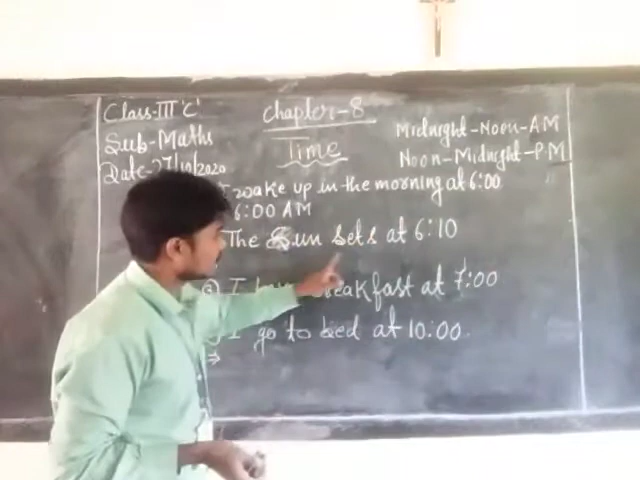 Class-III 'C'
Chapter-8
Sub-Maths
Time
Midnight-Noon-AM
Date-27/10/2020
Noon-Midnight-PM
I wake up in the morning at 6:00
6:00 AM
The Sun sets at 6:10
I breakfast at 7:00
I go to bed at 10:00.
⇒